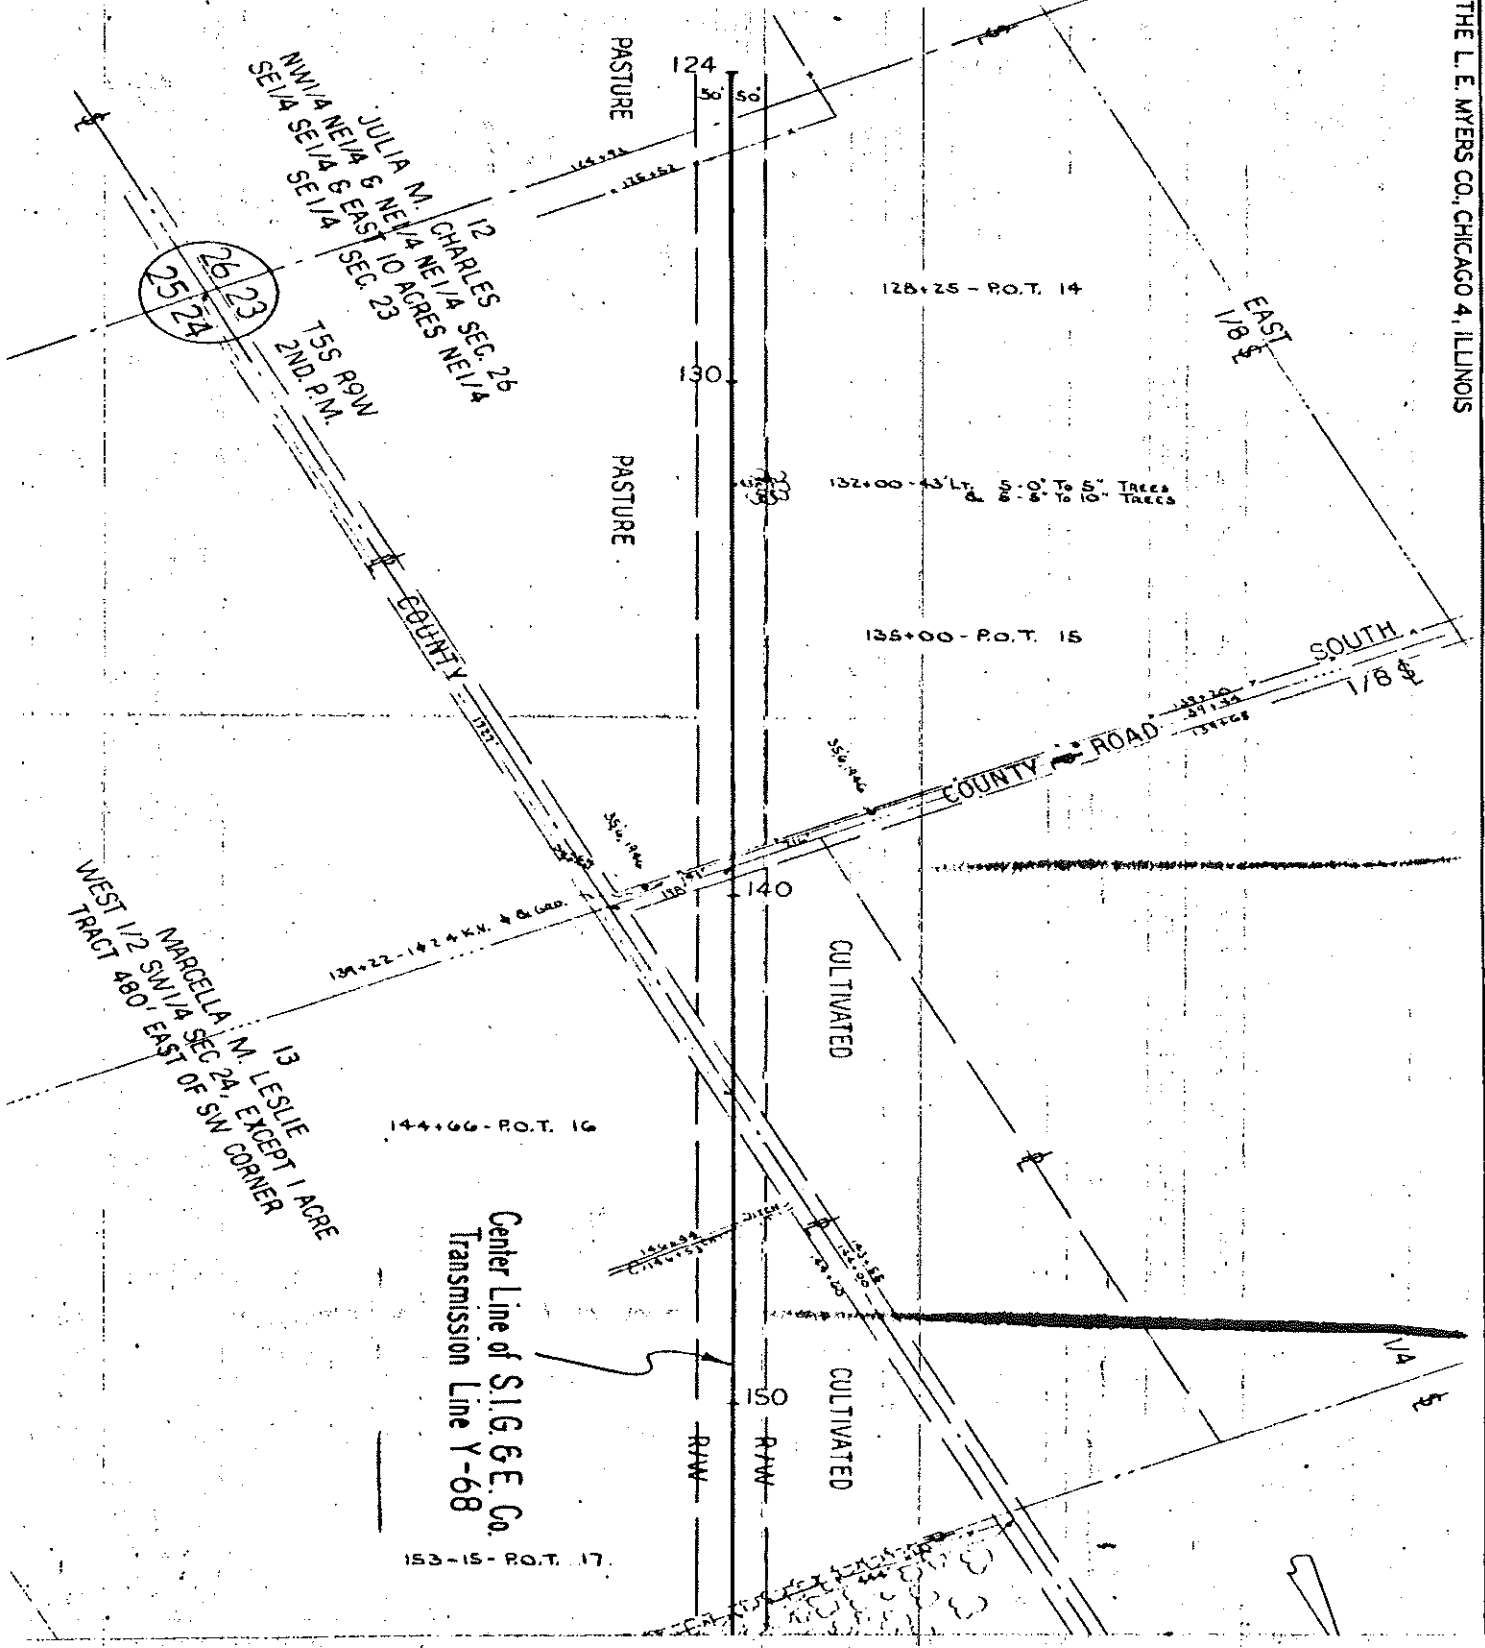 THE L. E. MYERS CO., CHICAGO 4, ILLINOIS
124
50' 50'
PASTURE
12
JULIA M. CHARLES
NW1/4 NE1/4 & NE1/4 NE1/4 SEC. 26
SE1/4 SE1/4 & EAST 10 ACRES NE1/4
SE1/4 SEC. 23
26 23
25 24
T5S R9W
2ND. P.M.
128+25 - P.O.T. 14
EAST
1/8 ℄
130
PASTURE
132+00-43' LT. 5-0" TO 5" TREES
135+00 - P.O.T. 15
SOUTH
1/8 ℄
139+20
139+68
COUNTY ROAD
COUNTY
140
CULTIVATED
13
MARCELLA M. LESLIE
WEST 1/2 SW1/4 SEC 24, EXCEPT 1 ACRE
TRACT 480' EAST OF SW CORNER
144+66 - P.O.T. 16
DITCH
Center Line of S.I.G.&E. Co.
Transmission Line Y-68
1/4 ℄
150
CULTIVATED
R/W
R/W
153-15- P.O.T. 17.